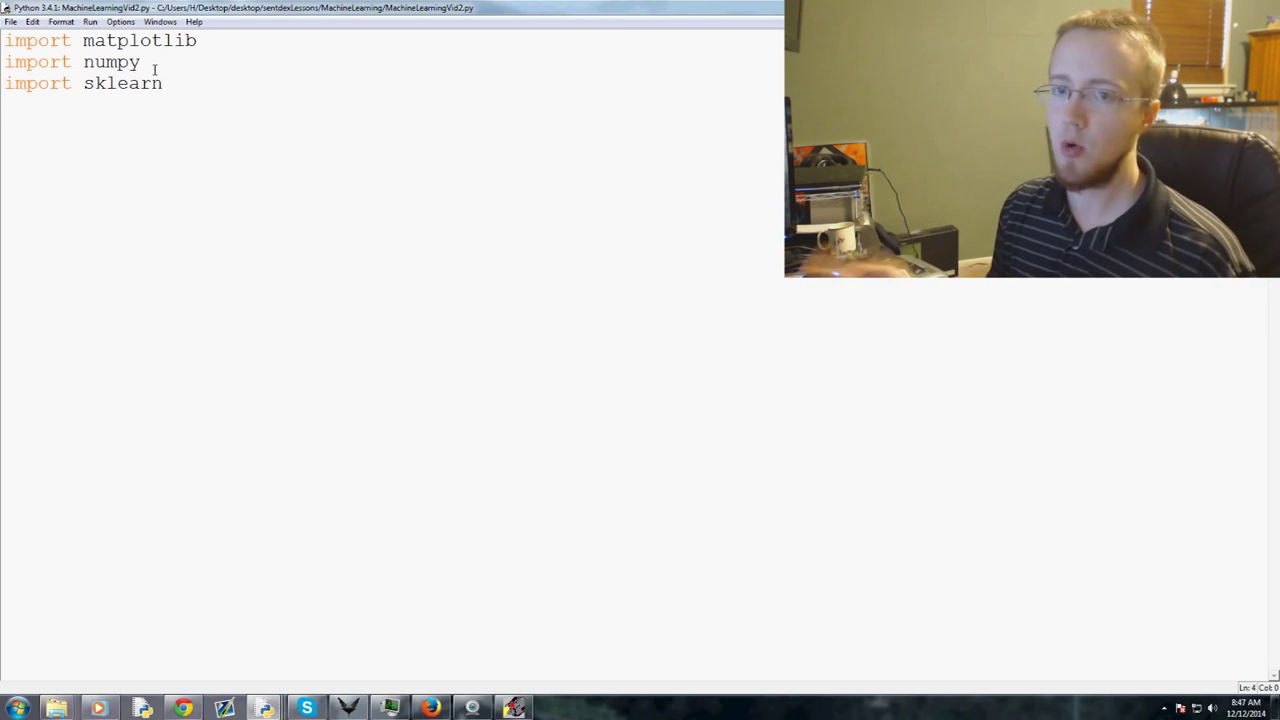 Python 3.4.1: MachineLearningVid2.py - C:/Users/H/Desktop/desktop/sentdexLessons/MachineLearning/MachineLearningVid2.py
File Edit Format Run Options Windows Help
import matplotlib
import numpy
import sklearn
Ln: 4 Col: 0
8:47 AM
12/12/2014